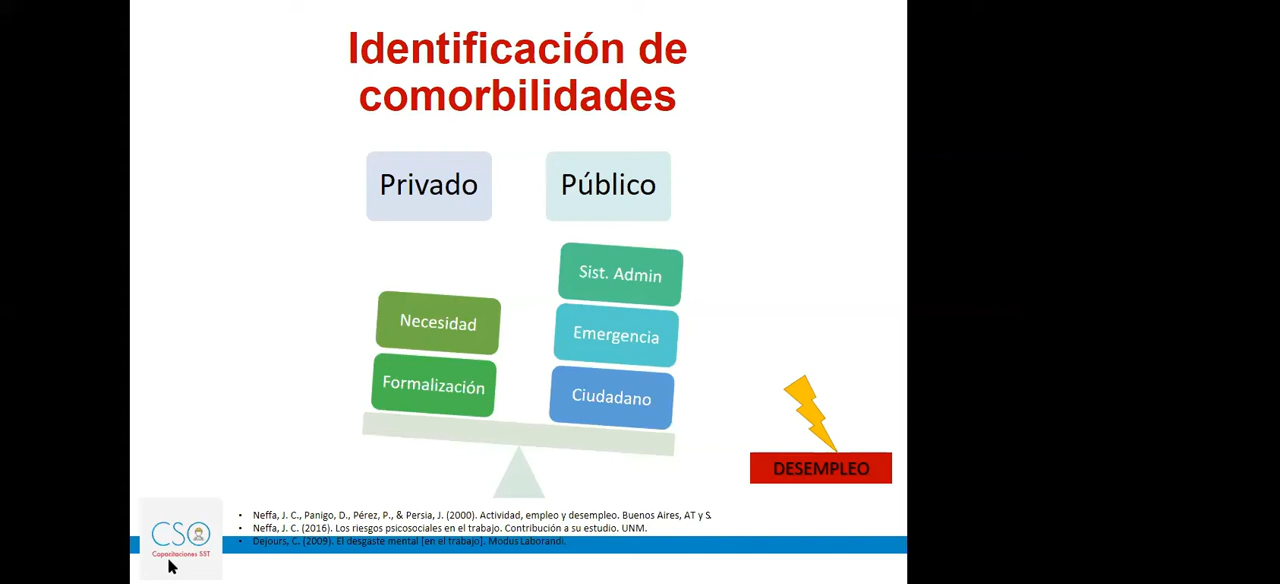 Identificación de
comorbilidades
Privado
Público
Sist. Admin
Necesidad
Emergencia
Formalización
Ciudadano
DESEMPLEO
• Neffa, J. C., Panigo, D., Pérez, P., & Persia, J. (2000). Actividad, empleo y desempleo. Buenos Aires, AT y S.
• Neffa, J. C. (2016). Los riesgos psicosociales en el trabajo. Contribución a su estudio. UNM.
• Dejours, C. (2009). El desgaste mental [en el trabajo]. Modus Laborandi.
CSO
Capacitaciones SST